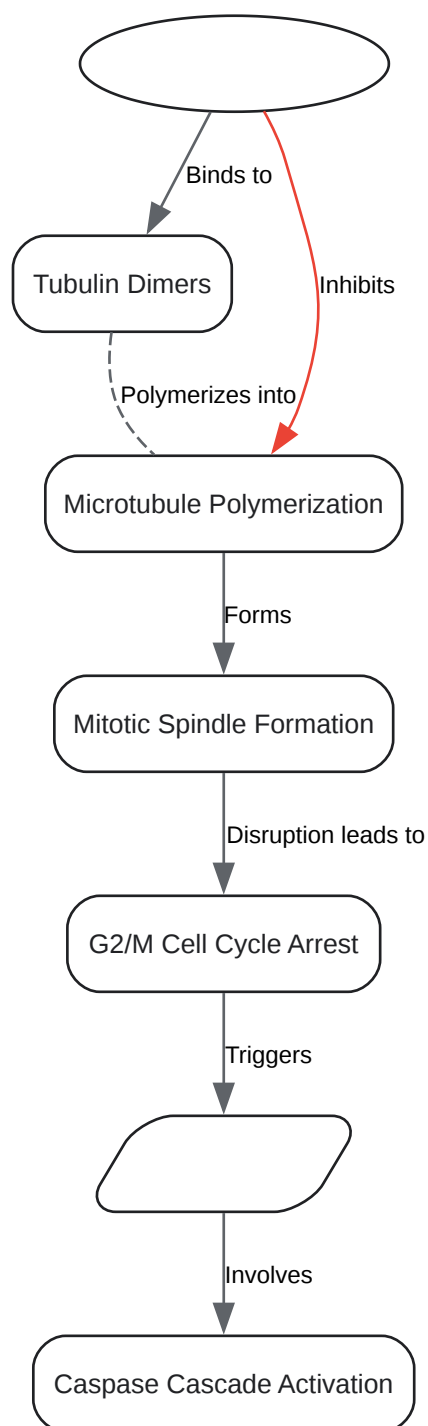 Binds to
Tubulin Dimers
Inhibits
Polymerizes into
Microtubule Polymerization
Forms
Mitotic Spindle Formation
Disruption leads to
G2/M Cell Cycle Arrest
Triggers
Involves
Caspase Cascade Activation